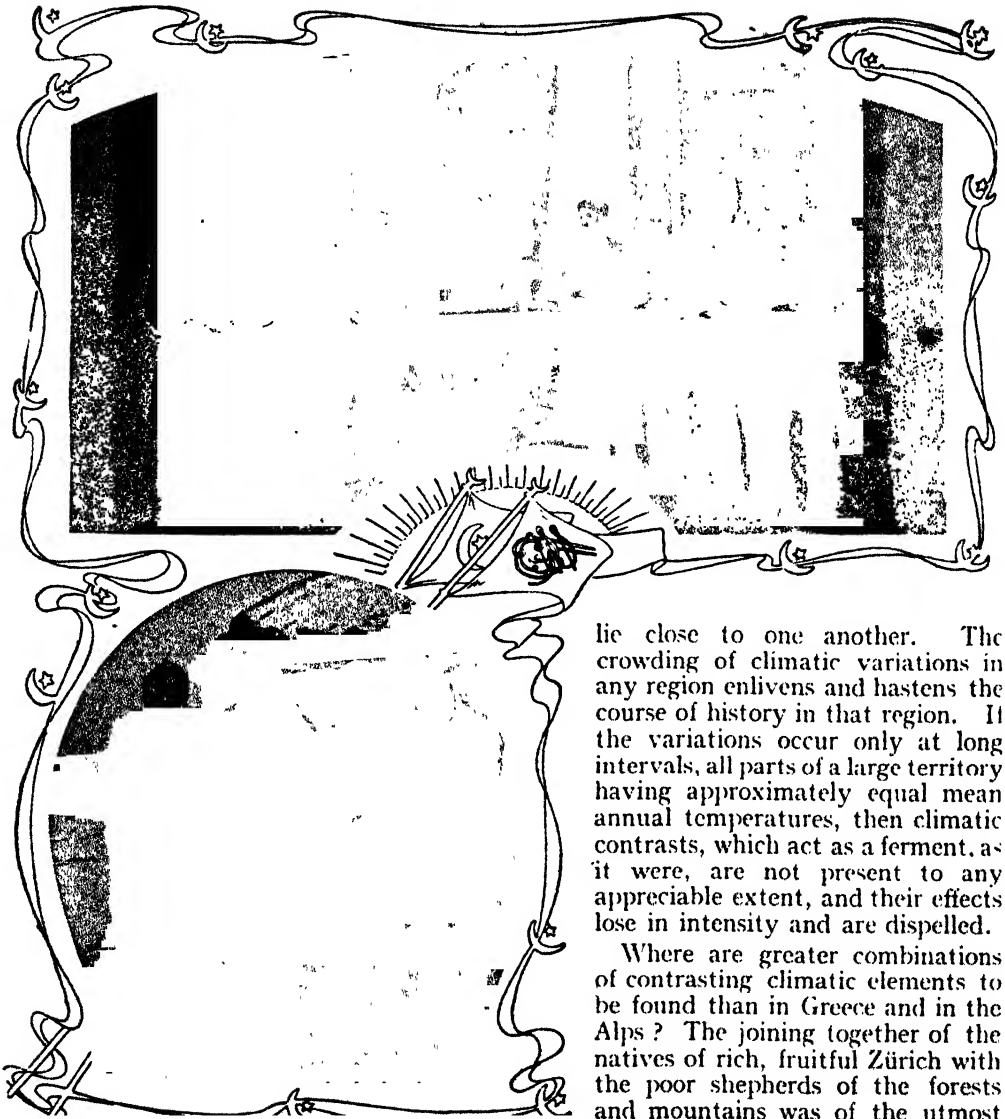 lie close to one another. The
crowding of climatic variations in
any region enlivens and hastens the
course of history in that region. If
the variations occur only at long
intervals, all parts of a large territory
having approximately equal mean
annual temperatures, then climatic
contrasts, which act as a ferment, as
it were, are not present to any
appreciable extent, and their effects
lose in intensity and are dispelled.
Where are greater combinations
of contrasting climatic elements to
be found than in Greece and in the
Alps ? The joining together of the
natives of rich, fruitful Zürich with
the poor shepherds of the forests
and mountains was of the utmost